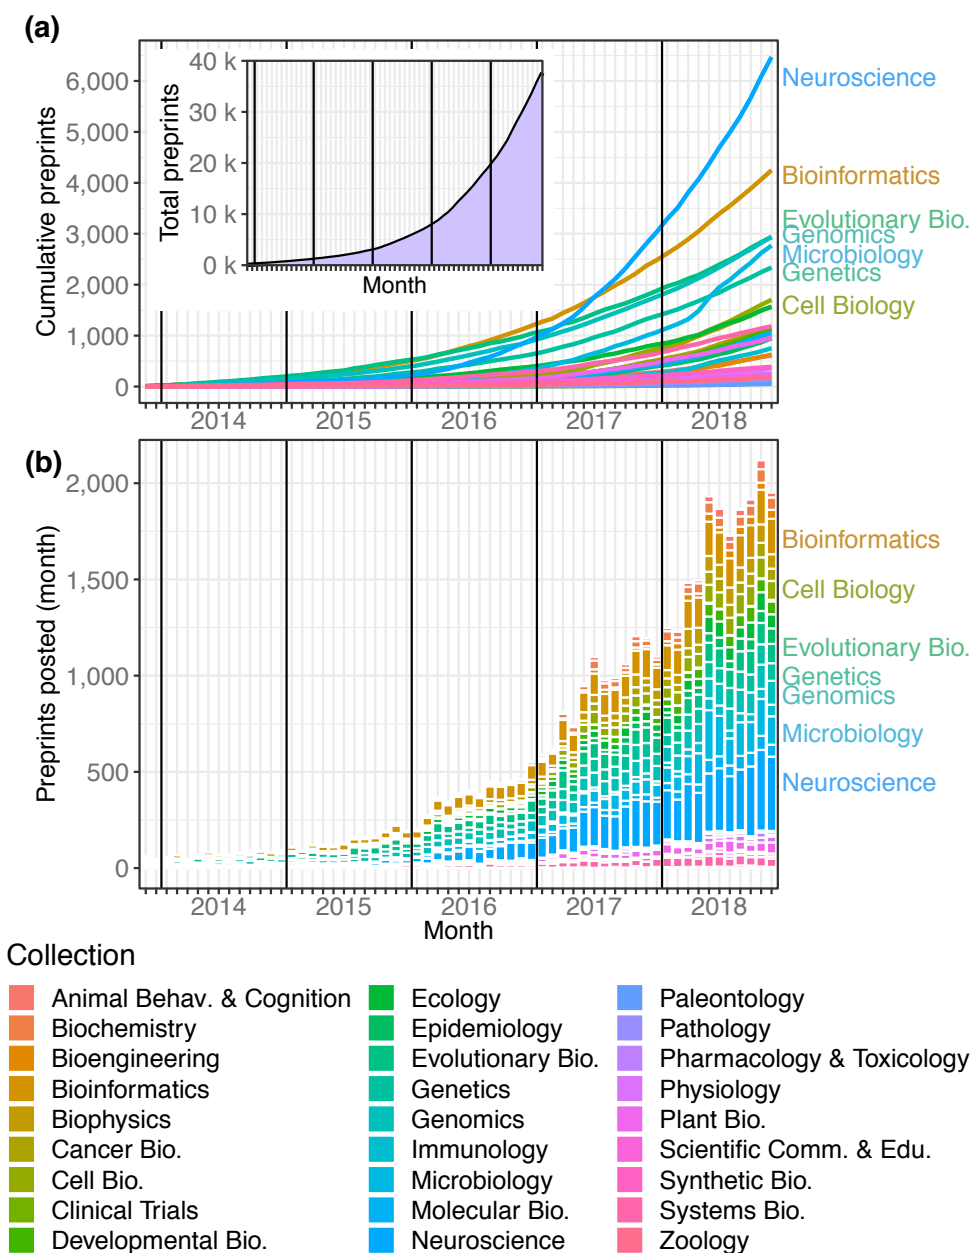 (a)
Cumulative preprints
6,000
5,000
4,000
3,000
2,000
1,000
0
Total preprints
40 k
30 k
20 k
10 k
0 k
Month
Neuroscience
Bioinformatics
Evolutionary Bio.
Genomics
Microbiology
Genetics
Cell Biology
2014 2015 2016 2017 2018
(b)
Preprints posted (month)
2,000
1,500
1,000
500
0
Bioinformatics
Cell Biology
Evolutionary Bio.
Genetics
Genomics
Microbiology
Neuroscience
2014 2015 2016 2017 2018
Month
Collection
Animal Behav. & Cognition
Biochemistry
Bioengineering
Bioinformatics
Biophysics
Cancer Bio.
Cell Bio.
Clinical Trials
Developmental Bio.
Ecology
Epidemiology
Evolutionary Bio.
Genetics
Genomics
Immunology
Microbiology
Molecular Bio.
Neuroscience
Paleontology
Pathology
Pharmacology & Toxicology
Physiology
Plant Bio.
Scientific Comm. & Edu.
Synthetic Bio.
Systems Bio.
Zoology